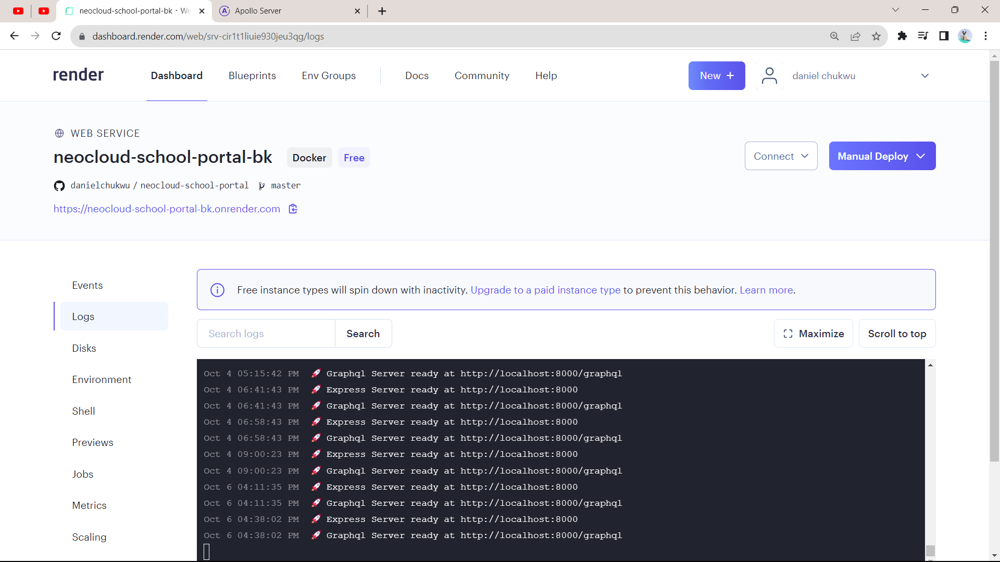 neocloud-school-portal-bk · We
Apollo Server
dashboard.render.com/web/srv-cir1t1liuie930jeu3qg/logs
render
Dashboard
Blueprints
Env Groups
Docs
Community
Help
New +
daniel chukwu
WEB SERVICE
neocloud-school-portal-bk
Docker
Free
Connect
Manual Deploy
danielchukwu / neocloud-school-portal
master
https://neocloud-school-portal-bk.onrender.com
Events
Logs
Disks
Environment
Shell
Previews
Jobs
Metrics
Scaling
Free instance types will spin down with inactivity. Upgrade to a paid instance type to prevent this behavior. Learn more.
Search logs
Search
Maximize
Scroll to top
Oct 4 05:15:42 PM 🚀 Graphql Server ready at http://localhost:8000/graphql
Oct 4 06:41:43 PM 🚀 Express Server ready at http://localhost:8000
Oct 4 06:41:43 PM 🚀 Graphql Server ready at http://localhost:8000/graphql
Oct 4 06:58:43 PM 🚀 Express Server ready at http://localhost:8000
Oct 4 06:58:43 PM 🚀 Graphql Server ready at http://localhost:8000/graphql
Oct 4 09:00:23 PM 🚀 Express Server ready at http://localhost:8000
Oct 4 09:00:23 PM 🚀 Graphql Server ready at http://localhost:8000/graphql
Oct 6 04:11:35 PM 🚀 Express Server ready at http://localhost:8000
Oct 6 04:11:35 PM 🚀 Graphql Server ready at http://localhost:8000/graphql
Oct 6 04:38:02 PM 🚀 Express Server ready at http://localhost:8000
Oct 6 04:38:02 PM 🚀 Graphql Server ready at http://localhost:8000/graphql